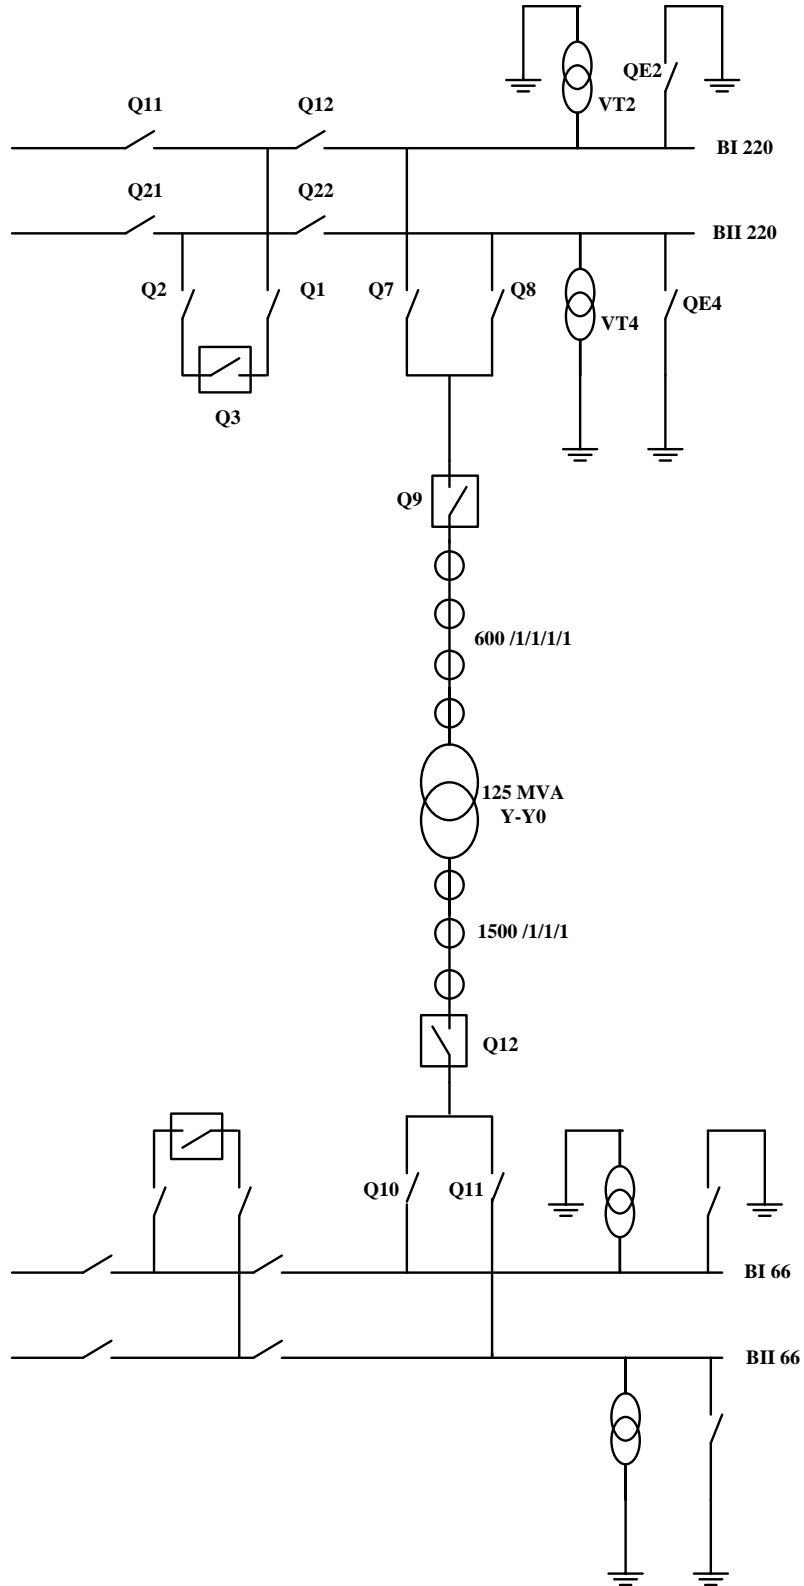 QE2
VT2
Q11
Q12
BI 220
Q21
Q22
BII 220
Q2
Q1
Q7
Q8
QE4
VT4
Q3
Q9
600 /1/1/1/1
125 MVA
Y-Y0
1500 /1/1/1
Q12
Q10
Q11
BI 66
BII 66